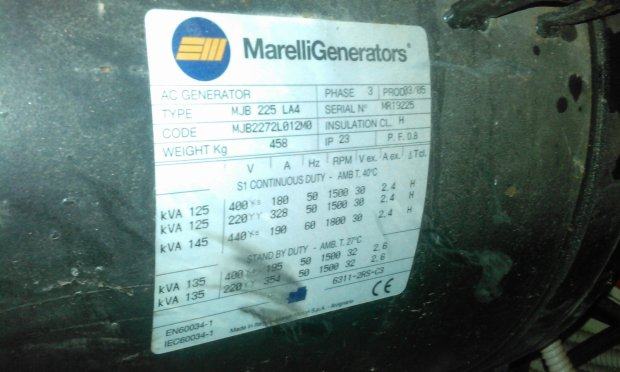 MarelliGenerators®
AC GENERATOR PHASE 3 PROD 03/05
TYPE MJB 225 LA4 SERIAL N° MR19225
CODE MJB2272L012M0 INSULATION CL. H
WEIGHT Kg 458 IP 23 P.F. 0.8
V A Hz RPM V ex. A ex. Δ Tcl.
S1 CONTINUOUS DUTY - AMB T. 40°C
kVA 125 400 180 50 1500 30 2.4 H
kVA 125 220 328 50 1500 30 2.4 H
kVA 145 440 190 60 1800 30 2.4 H
STAND BY DUTY - AMB. T. 27°C
kVA 135 400 195 50 1500 32 2.6
kVA 135 220 354 50 1500 32 2.6
6311-2RS-C3
CE
EN60034-1
IEC60034-1
Made in S.p.A. - Arzignano